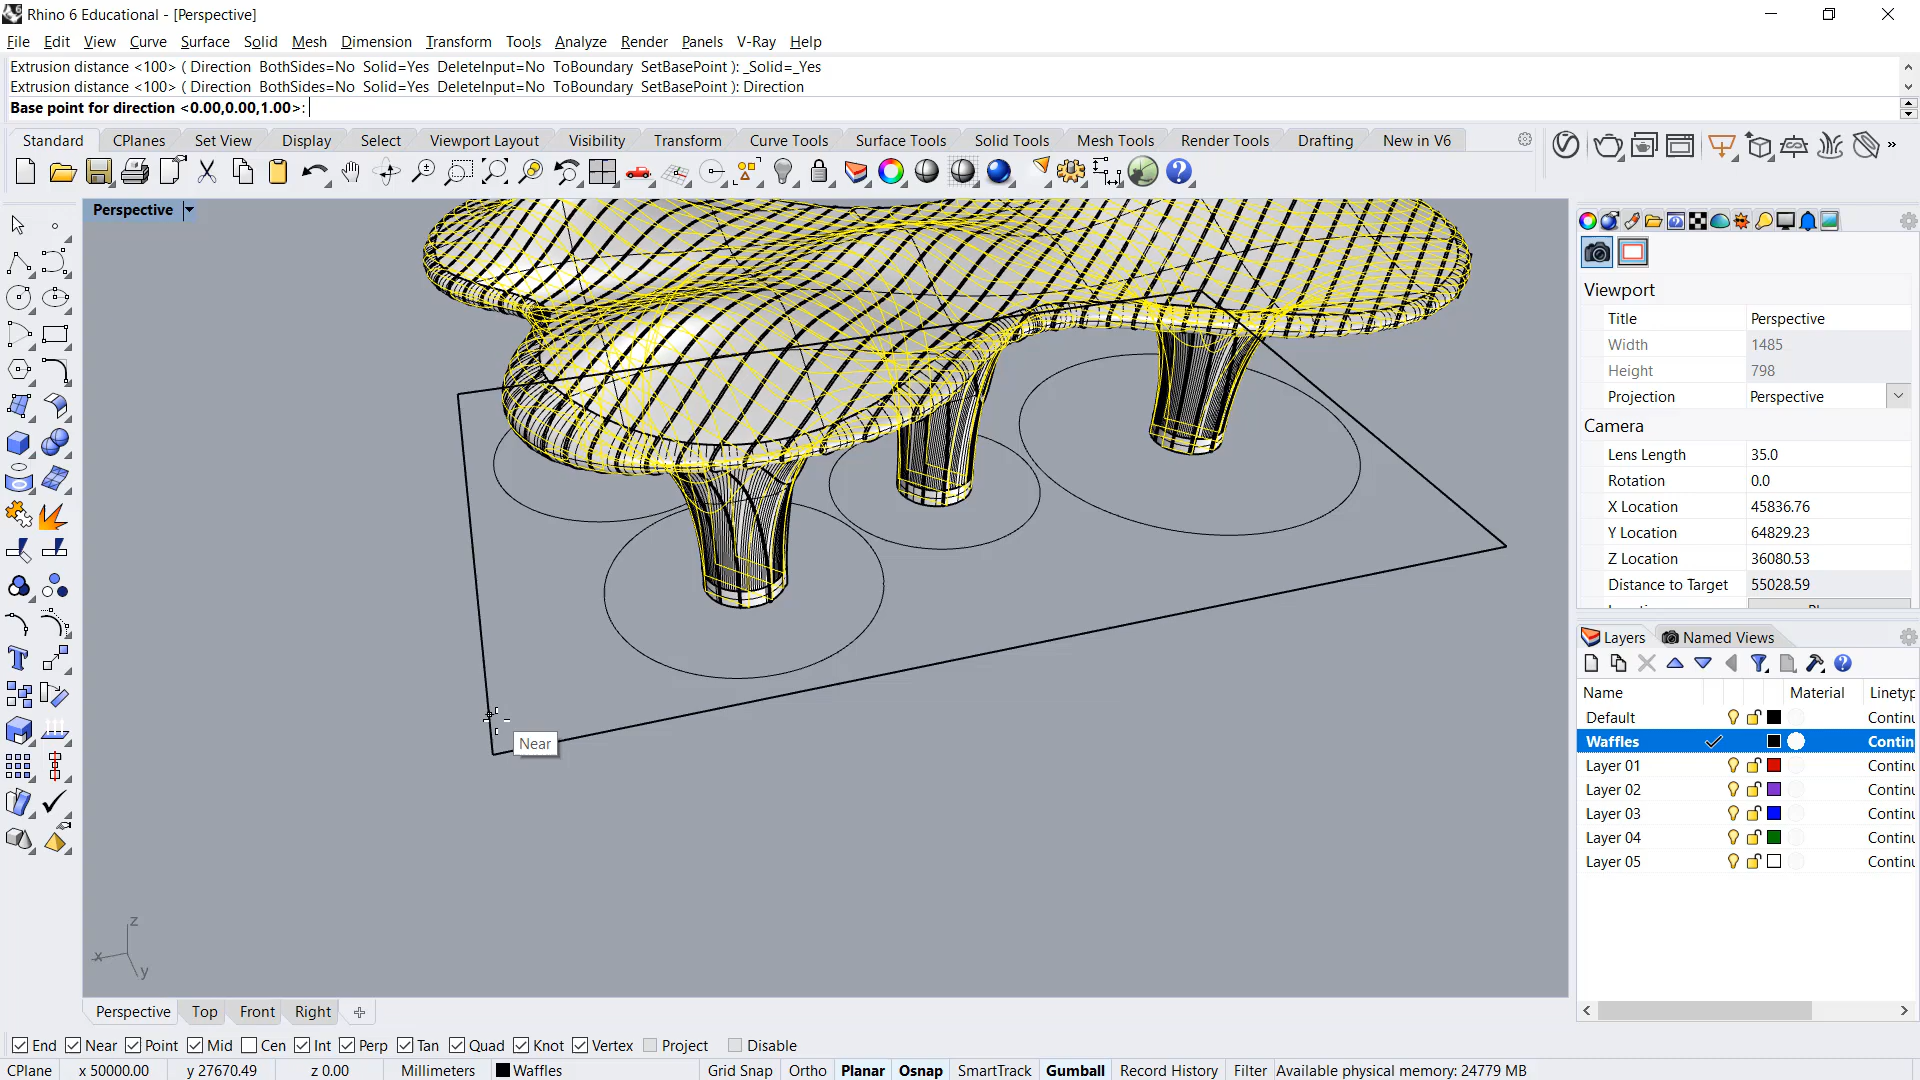 Rhino 6 Educational - [Perspective]
File Edit View Curve Surface Solid Mesh Dimension Transform Tools Analyze Render Panels V-Ray Help
Extrusion distance <100> ( Direction BothSides=No Solid=Yes DeleteInput=No ToBoundary SetBasePoint ): _Solid=_Yes
Extrusion distance <100> ( Direction BothSides=No Solid=Yes DeleteInput=No ToBoundary SetBasePoint ): Direction
Base point for direction <0.00,0.00,1.00>:
Standard CPlanes Set View Display Select Viewport Layout Visibility Transform Curve Tools Surface Tools Solid Tools Mesh Tools Render Tools Drafting New in V6
Perspective
Viewport
Title Perspective
Width 1485
Height 798
Projection Perspective
Camera
Lens Length 35.0
Rotation 0.0
X Location 45836.76
Y Location 64829.23
Z Location 36080.53
Distance to Target 55028.59
Layers Named Views
Name Material Linetyp
Default Continu
Waffles Contin
Layer 01 Continu
Layer 02 Continu
Layer 03 Continu
Layer 04 Continu
Layer 05 Continu
Near
z
x
y
Perspective Top Front Right
End Near Point Mid Cen Int Perp Tan Quad Knot Vertex Project Disable
CPlane x 50000.00 y 27670.49 z 0.00 Millimeters Waffles Grid Snap Ortho Planar Osnap SmartTrack Gumball Record History Filter Available physical memory: 24779 MB